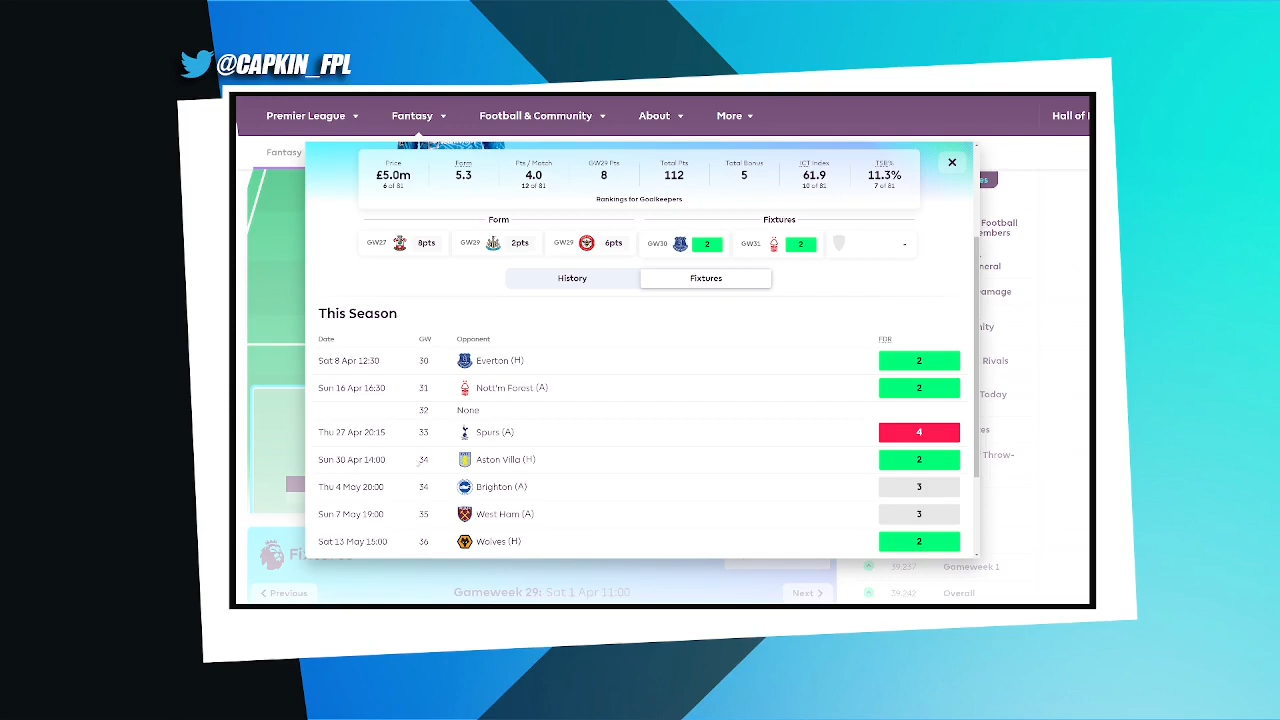 @CAPKIN_FPL
Premier League Fantasy Football & Community About More Hall of
Fantasy
Price Form Pts / Match GW29 Pts Total Pts Total Bonus ICT Index TSB%
£5.0m 5.3 4.0 8 112 5 61.9 11.3%
6 of 81 12 of 81 10 of 81 7 of 81
Rankings for Goalkeepers
Form Fixtures
GW27 8pts GW29 2pts GW29 6pts GW30 2 GW31 2 -
History Fixtures
This Season
Date GW Opponent FDR
Sat 8 Apr 12:30 30 Everton (H) 2
Sun 16 Apr 16:30 31 Nott'm Forest (A) 2
32 None
Thu 27 Apr 20:15 33 Spurs (A) 4
Sun 30 Apr 14:00 34 Aston Villa (H) 2
Thu 4 May 20:00 34 Brighton (A) 3
Sun 7 May 19:00 35 West Ham (A) 3
Sat 13 May 15:00 36 Wolves (H) 2
Football
Rivals
Today
Throw-
39,237 Gameweek 1
Previous Gameweek 29: Sat 1 Apr 11:00 Next 39,242 Overall